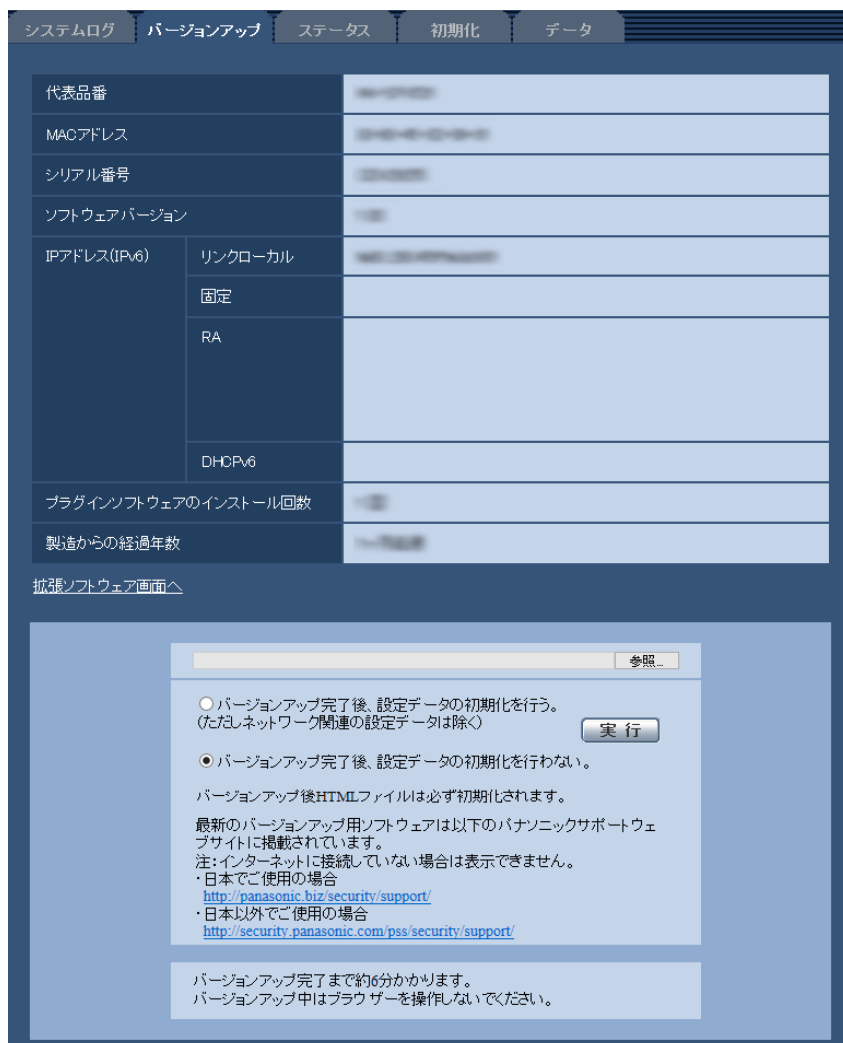 システムログ バージョンアップ ステータス 初期化 データ
代表品番
MACアドレス
シリアル番号
ソフトウェアバージョン
IPアドレス(IPv6) リンクローカル
固定
RA
DHCPv6
プラグインソフトウェアのインストール回数
製造からの経過年数
拡張ソフトウェア画面へ
参照...
バージョンアップ完了後、設定データの初期化を行う。
(ただしネットワーク関連の設定データは除く)
実行
バージョンアップ完了後、設定データの初期化を行わない。
バージョンアップ後HTMLファイルは必ず初期化されます。
最新のバージョンアップ用ソフトウェアは以下のパナソニックサポートウェ
ブサイトに掲載されています。
注:インターネットに接続していない場合は表示できません。
・日本でご使用の場合
http://panasonic.biz/security/support/
・日本以外でご使用の場合
http://security.panasonic.com/pss/security/support/
バージョンアップ完了まで約6分かかります。
バージョンアップ中はブラウザーを操作しないでください。